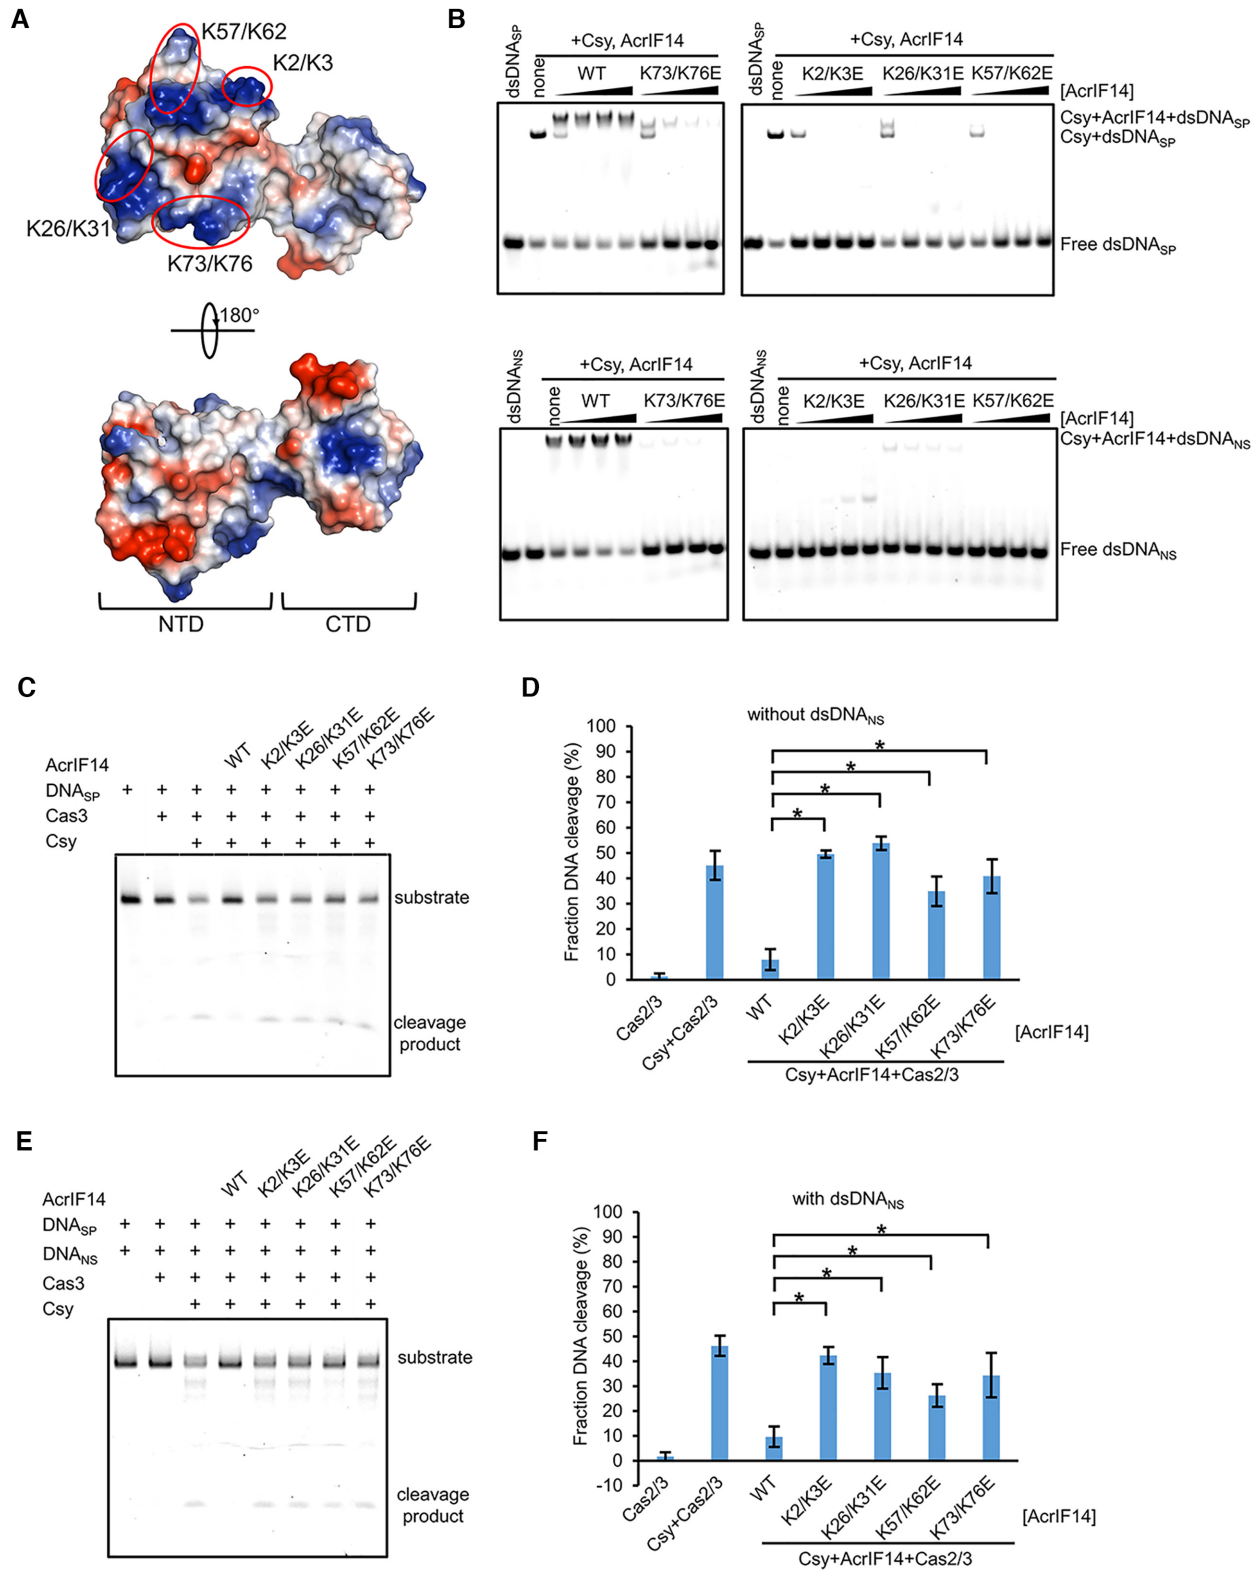 A
K57/K62
K2/K3
K26/K31
K73/K76
180°
NTD
CTD
B
dsDNASP
none
+Csy, AcrIF14
WT
K73/K76E
dsDNASP
none
+Csy, AcrIF14
K2/K3E
K26/K31E
K57/K62E
[AcrIF14]
Csy+AcrIF14+dsDNASP
Csy+dsDNASP
Free dsDNASP
dsDNANS
none
+Csy, AcrIF14
WT
K73/K76E
dsDNANS
none
+Csy, AcrIF14
K2/K3E
K26/K31E
K57/K62E
[AcrIF14]
Csy+AcrIF14+dsDNANS
Free dsDNANS
C
AcrIF14
WT
K2/K3E
K26/K31E
K57/K62E
K73/K76E
DNASP + + + + + + + +
Cas3 + + + + + + +
Csy + + + + + +
substrate
cleavage
product
D
without dsDNANS
Fraction DNA cleavage (%)
100
90
80
70
60
50
40
30
20
10
0
*
*
*
*
Cas2/3
Csy+Cas2/3
WT
K2/K3E
K26/K31E
K57/K62E
K73/K76E
[AcrIF14]
Csy+AcrIF14+Cas2/3
E
AcrIF14
WT
K2/K3E
K26/K31E
K57/K62E
K73/K76E
DNASP + + + + + + + +
DNANS + + + + + + + +
Cas3 + + + + + + +
Csy + + + + + +
substrate
cleavage
product
F
with dsDNANS
Fraction DNA cleavage (%)
100
90
80
70
60
50
40
30
20
10
0
-10
*
*
*
*
Cas2/3
Csy+Cas2/3
WT
K2/K3E
K26/K31E
K57/K62E
K73/K76E
[AcrIF14]
Csy+AcrIF14+Cas2/3